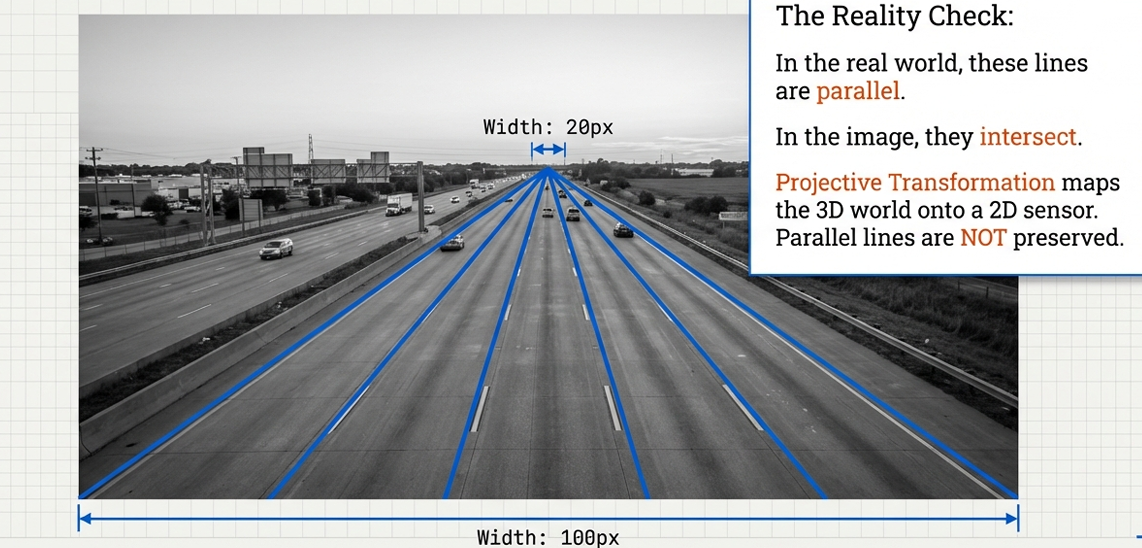 The Reality Check:
In the real world, these lines
are parallel.
In the image, they intersect.
Projective Transformation maps
the 3D world onto a 2D sensor.
Parallel lines are NOT preserved.
Width: 20px
Width: 100px